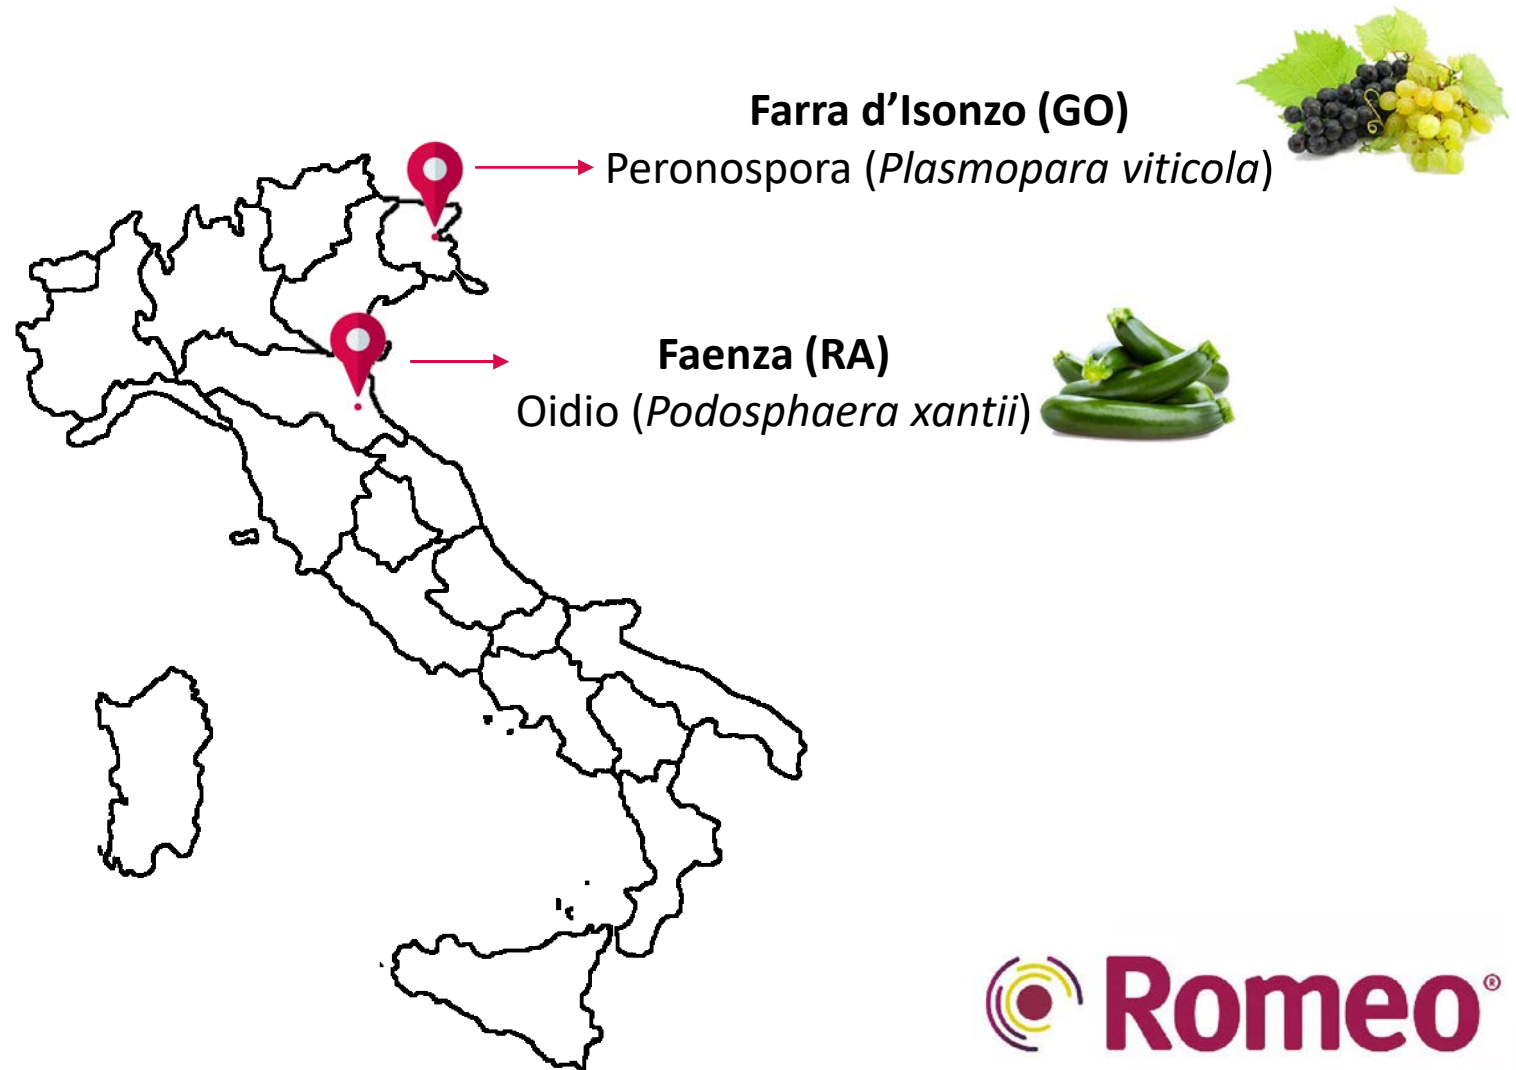 Farra d’Isonzo (GO)
Peronospora (Plasmopara viticola)
Faenza (RA)
Oidio (Podosphaera xantii)
Romeo®